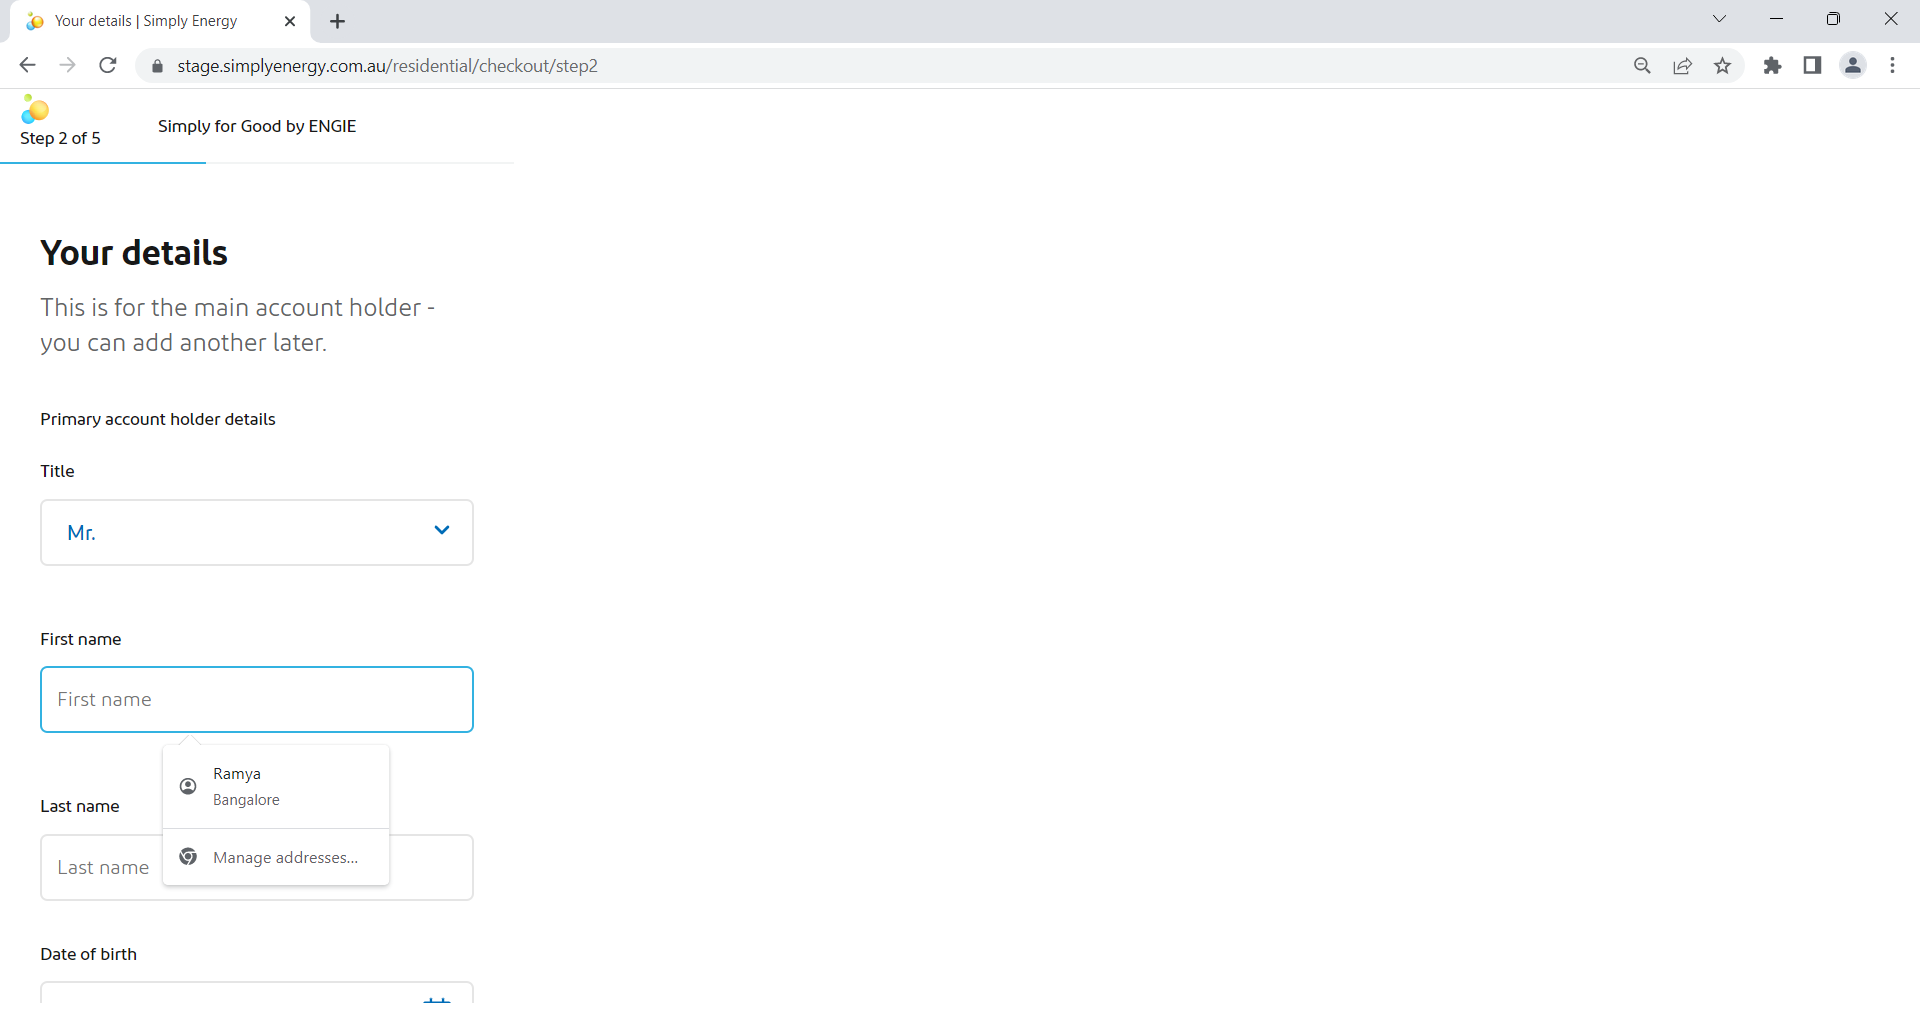 Your details | Simply Energy
stage.simplyenergy.com.au/residential/checkout/step2
Step 2 of 5
Simply for Good by ENGIE
Your details
This is for the main account holder -
you can add another later.
Primary account holder details
Title
Mr.
First name
First name
Ramya
Bangalore
Manage addresses...
Last name
Last name
Date of birth